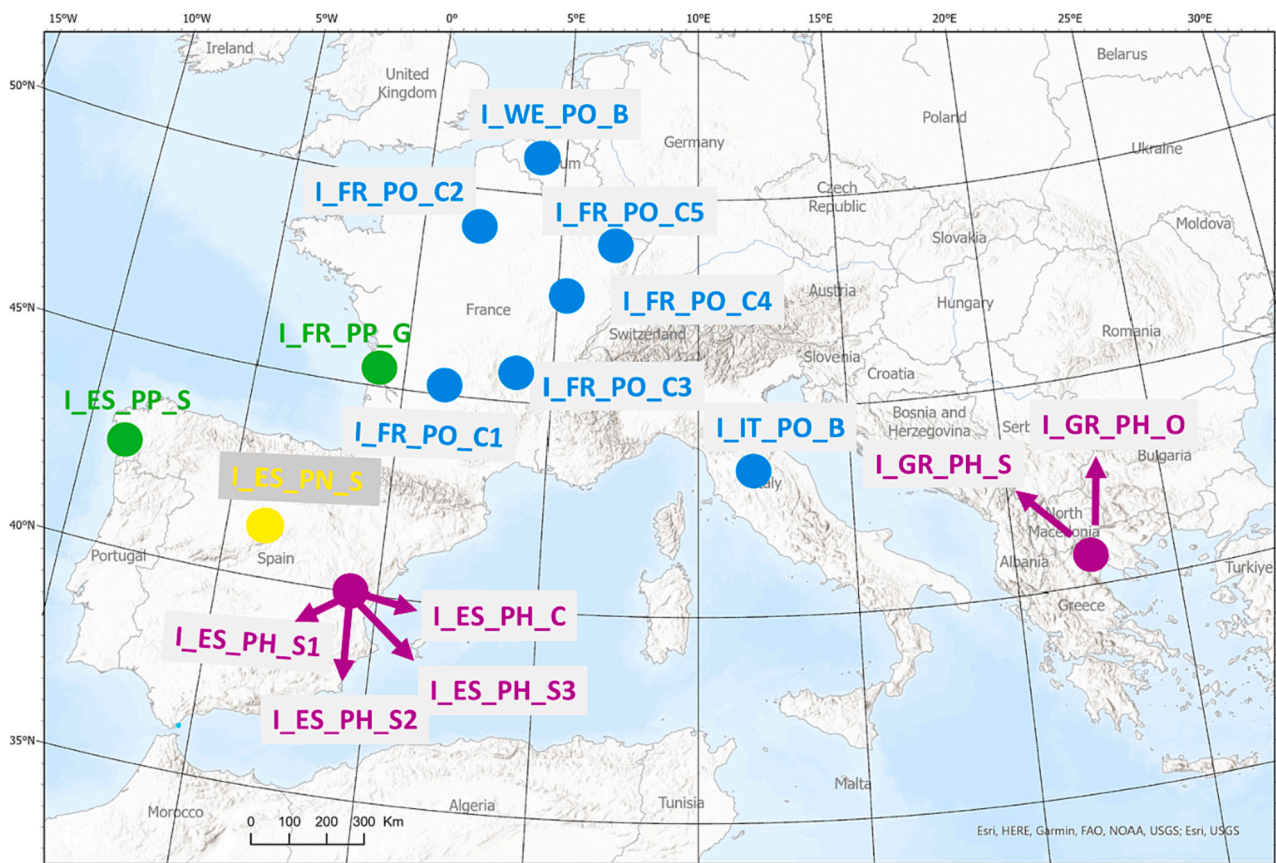 15°W 10°W 5°W 0° 5°E 10°E 15°E 20°E 25°E 30°E
Ireland
Belarus
United
Kingdom
50°N
I_WE_PO_B
Poland
Germany
Ukraine
um
I_FR_PO_C2
Czech
Republic
I_FR_PO_C5
Moldova
Slovakia
Austria
I_FR_PO_C4
Hungary
45°N
France
I_FR_PP_G
Switzerland
Romania
Slovenia
Croatia
I_FR_PO_C3
I_ES_PP_S
Bosnia and
Herzegovina
Serb
I_FR_PO_C1
I_IT_PO_B
I_GR_PH_O
Bulgaria
I_GR_PH_S
I_ES_PN_S
taly
North
Macedonia
40°N
Portugal
Spain
Albania
Turkiye
Greece
I_ES_PH_C
I_ES_PH_S1
I_ES_PH_S3
I_ES_PH_S2
35°N
Malta
Morocco
Algeria
Tunisia
0 100 200 300 Km
Esri, HERE, Garmin, FAO, NOAA, USGS; Esri, USGS